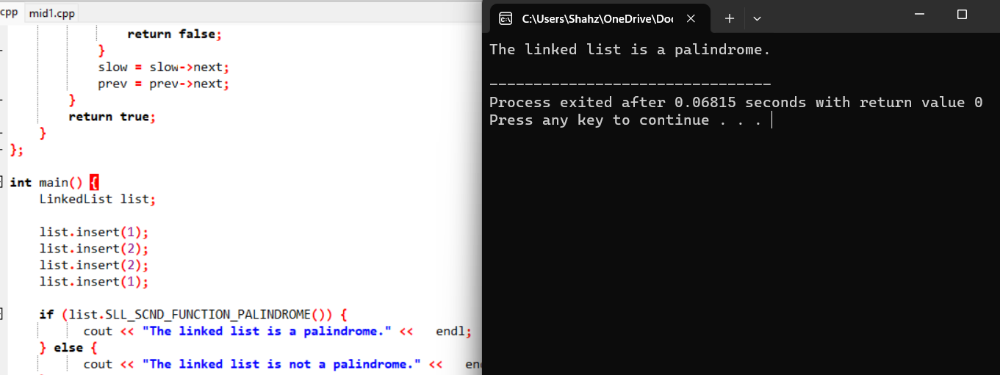 cpp mid1.cpp
return false;
}
slow = slow->next;
prev = prev->next;
}
return true;
}
};
int main() {
LinkedList list;
list.insert(1);
list.insert(2);
list.insert(2);
list.insert(1);
if (list.SLL_SCND_FUNCTION_PALINDROME()) {
cout << "The linked list is a palindrome." << endl;
} else {
cout << "The linked list is not a palindrome." <<
C:\Users\Shahz\OneDrive\Do
The linked list is a palindrome.
--------------------------------
Process exited after 0.06815 seconds with return value 0
Press any key to continue . . .